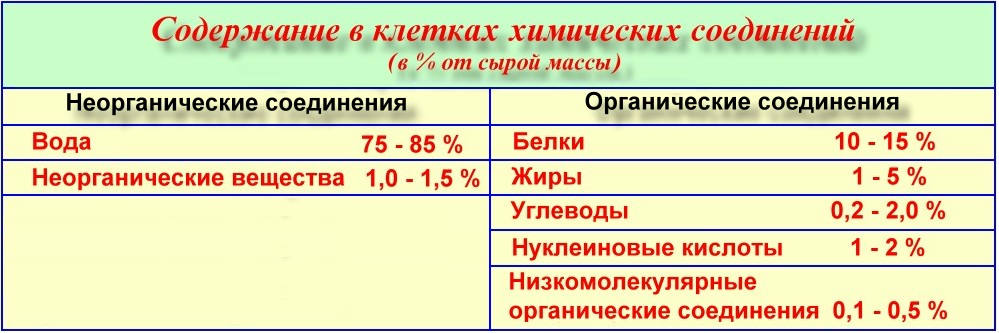 Содержание в клетках химических соединений
(в % от сырой массы)
Неорганические соединения
Вода 75 - 85 %
Неорганические вещества 1,0 - 1,5 %
Органические соединения
Белки 10 - 15 %
Жиры 1 - 5 %
Углеводы 0,2 - 2,0 %
Нуклеиновые кислоты 1 - 2 %
Низкомолекулярные
органические соединения 0,1 - 0,5 %